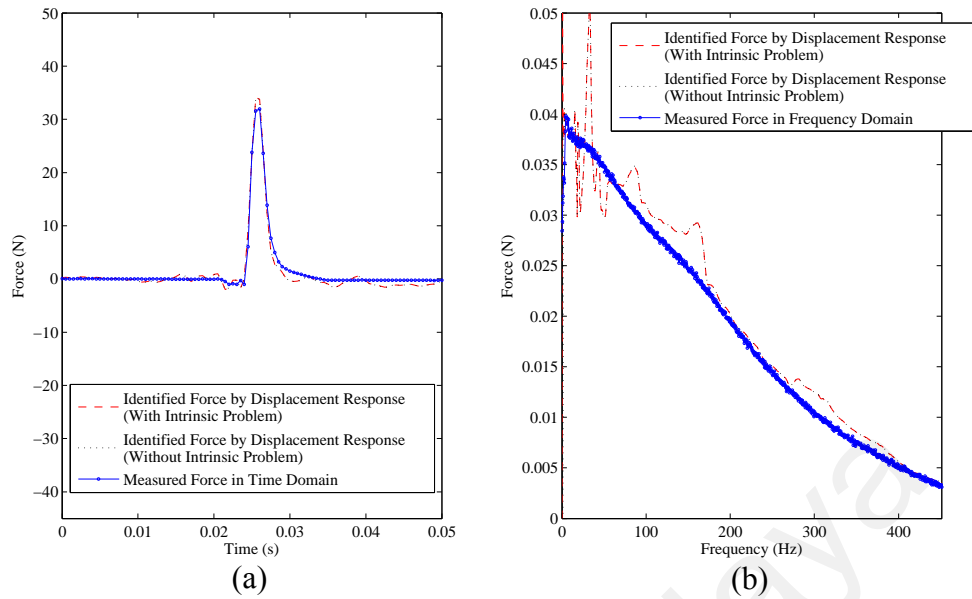 50
40
30
20
10
0
−10
−20
−30
−40
Force (N)
0
0.01
0.02
0.03
0.04
0.05
Time (s)
Identified Force by Displacement Response
(With Intrinsic Problem)
Identified Force by Displacement Response
(Without Intrinsic Problem)
Measured Force in Time Domain
(a)
0.05
0.045
0.04
0.035
0.03
0.025
0.02
0.015
0.01
0.005
0
Force (N)
0
100
200
300
400
Frequency (Hz)
Identified Force by Displacement Response
(With Intrinsic Problem)
Identified Force by Displacement Response
(Without Intrinsic Problem)
Measured Force in Frequency Domain
(b)